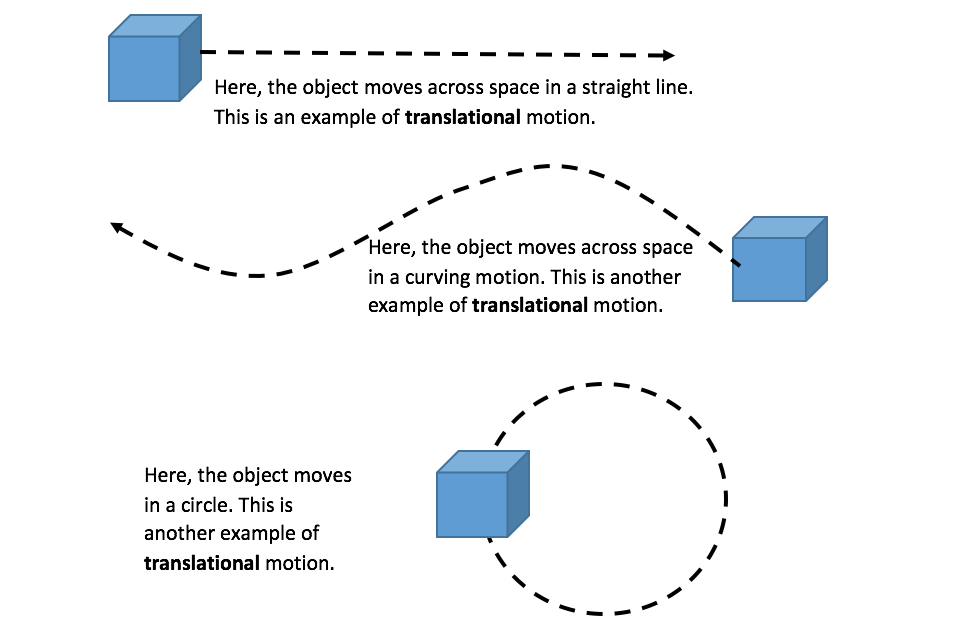 Here, the object moves across space in a straight line.
This is an example of translational motion.
Here, the object moves across space
in a curving motion. This is another
example of translational motion.
Here, the object moves
in a circle. This is
another example of
translational motion.